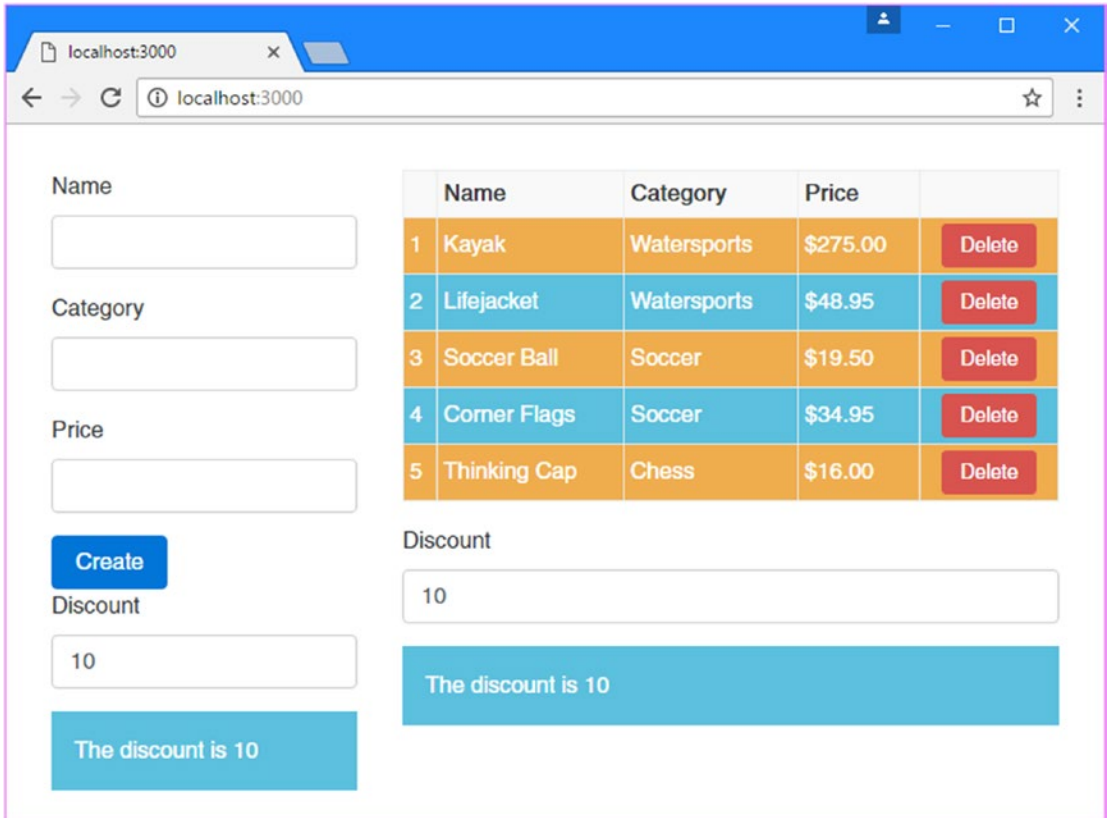 localhost:3000
localhost:3000
Name
Category
Price
Create
Discount
10
The discount is 10
Name Category Price
1 Kayak Watersports $275.00 Delete
2 Lifejacket Watersports $48.95 Delete
3 Soccer Ball Soccer $19.50 Delete
4 Corner Flags Soccer $34.95 Delete
5 Thinking Cap Chess $16.00 Delete
Discount
10
The discount is 10